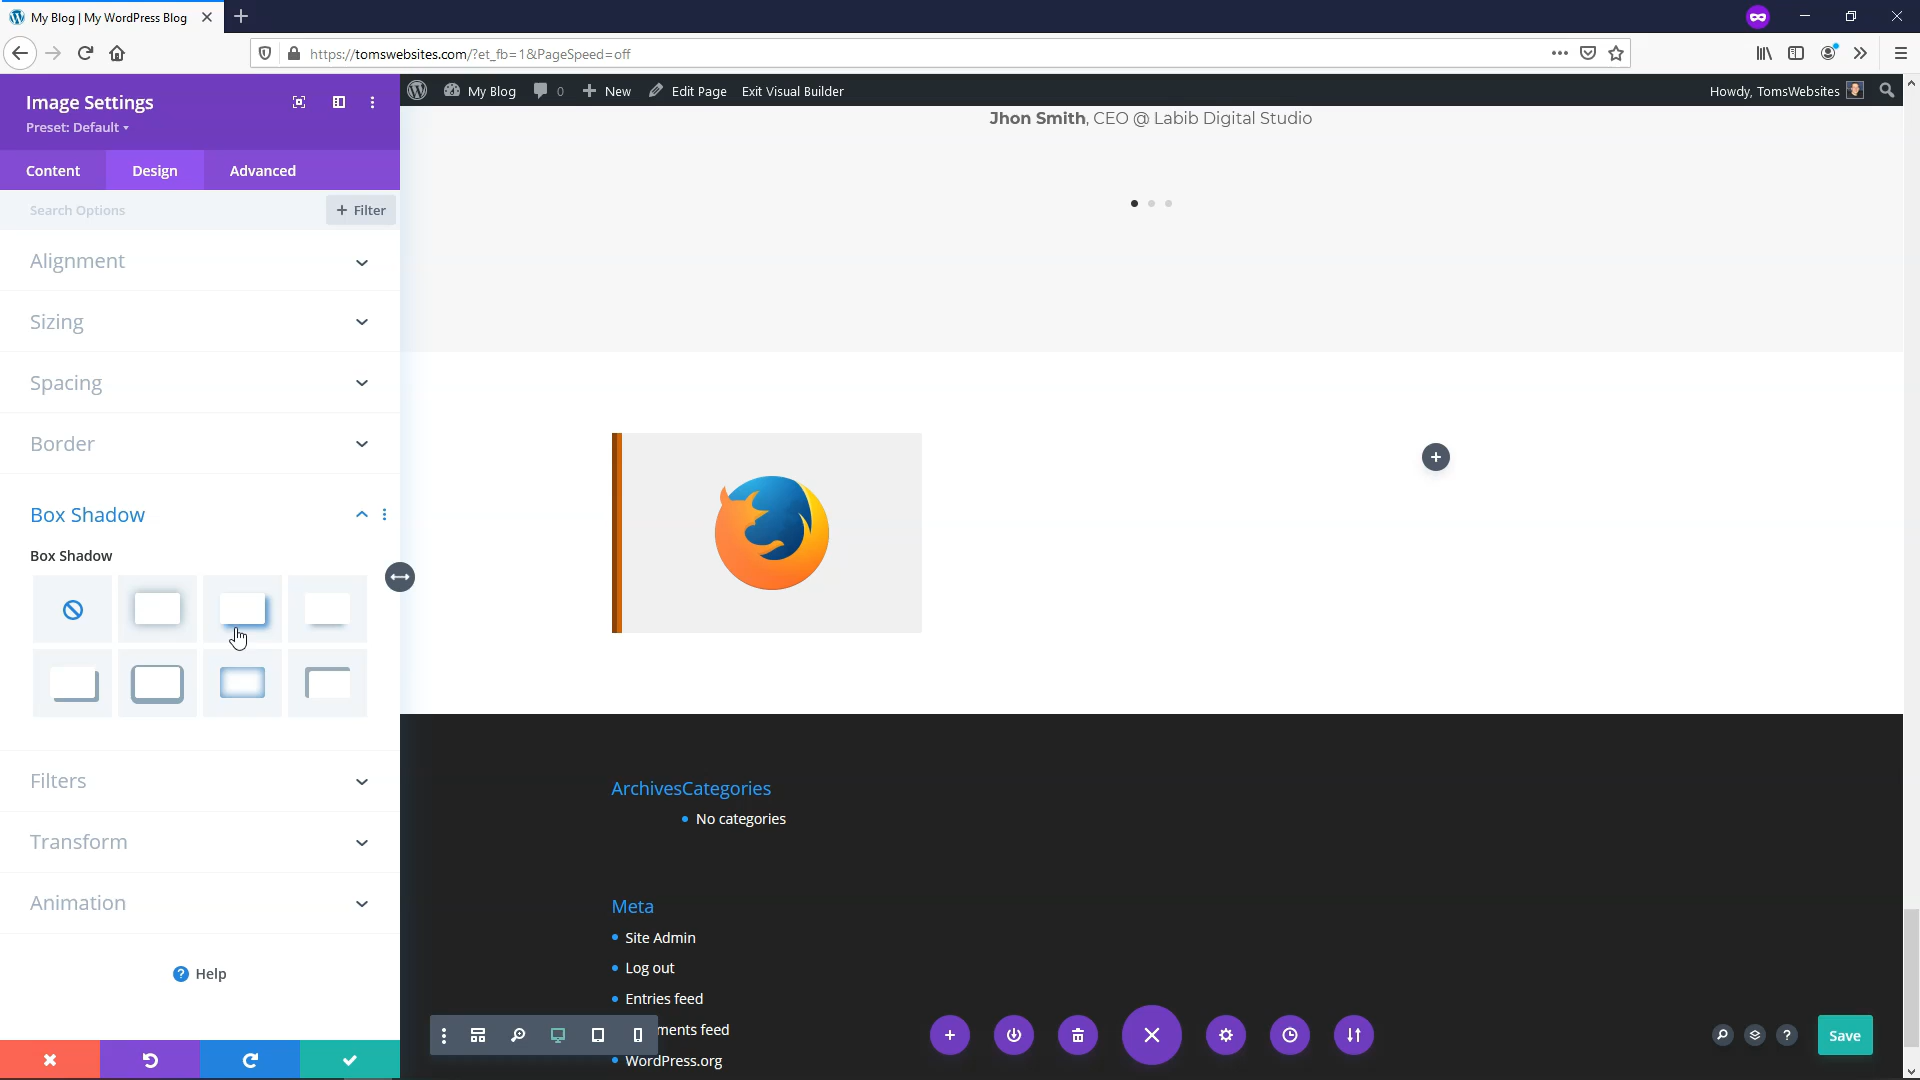 My Blog | My WordPress Blog
https://tomswebsites.com/?et_fb=1&PageSpeed=off
Image Settings
Preset: Default
My Blog
0
New
Edit Page
Exit Visual Builder
Howdy, TomsWebsites
Content
Design
Advanced
Search Options
+ Filter
Jhon Smith, CEO @ Labib Digital Studio
Alignment
Sizing
Spacing
Border
Box Shadow
Box Shadow
Filters
Transform
Animation
Help
ArchivesCategories
No categories
Meta
Site Admin
Log out
Entries feed
ments feed
WordPress.org
Save